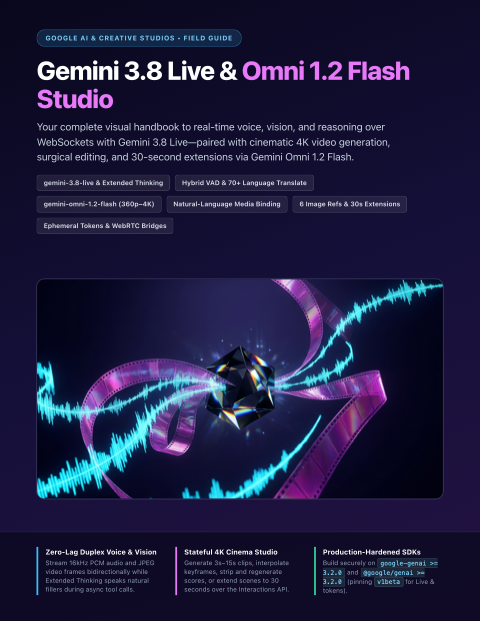 GOOGLE AI & CREATIVE STUDIOS • FIELD GUIDE
Gemini 3.8 Live & Omni 1.2 Flash
Studio
Your complete visual handbook to real-time voice, vision, and reasoning over
WebSockets with Gemini 3.8 Live—paired with cinematic 4K video generation,
surgical editing, and 30-second extensions via Gemini Omni 1.2 Flash.
gemini-3.8-live & Extended Thinking
Hybrid VAD & 70+ Language Translate
gemini-omni-1.2-flash (360p–4K)
Natural-Language Media Binding
6 Image Refs & 30s Extensions
Ephemeral Tokens & WebRTC Bridges
Zero-Lag Duplex Voice & Vision
Stream 16kHz PCM audio and JPEG
video frames bidirectionally while
Extended Thinking speaks natural
fillers during async tool calls.
Stateful 4K Cinema Studio
Generate 3s–15s clips, interpolate
keyframes, strip and regenerate
scores, or extend scenes to 30
seconds over the Interactions API.
Production-Hardened SDKs
Build securely on google-genai >=
3.2.0 and @google/genai >=
3.2.0 (pinning v1beta for Live &
tokens).